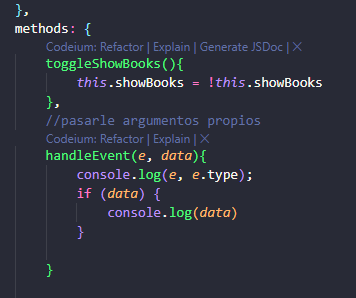 },
methods: {
Codeium: Refactor | Explain | Generate JSDoc | ×
toggleShowBooks(){
this.showBooks = !this.showBooks
},
//pasarle argumentos propios
Codeium: Refactor | Explain | ×
handleEvent(e, data){
console.log(e, e.type);
if (data) {
console.log(data)
}
}